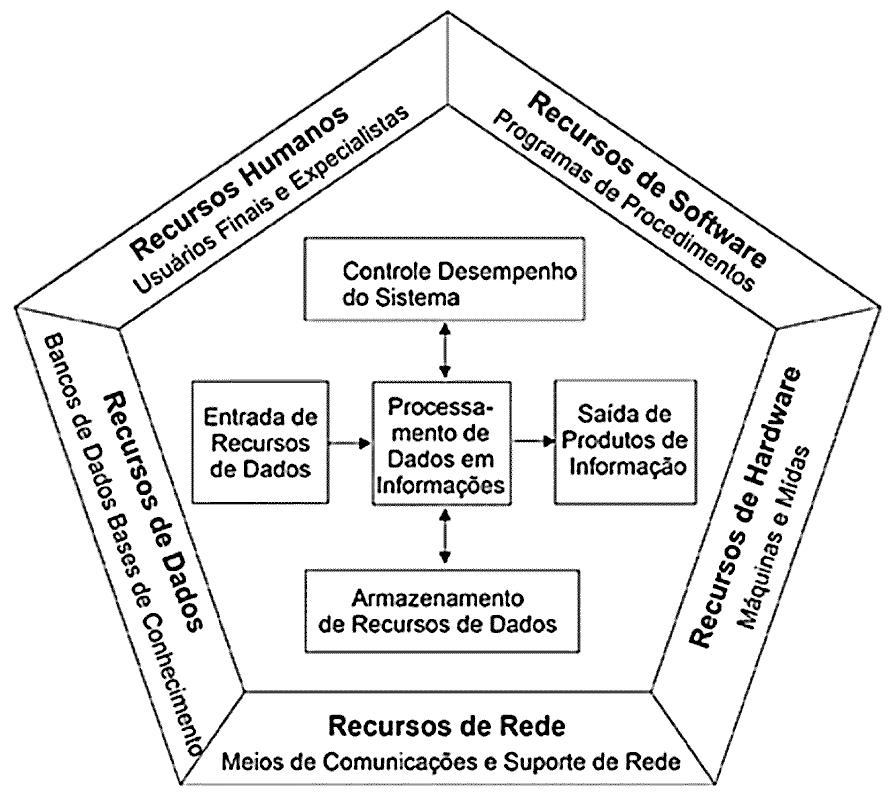 Recursos Humanos
Usuários Finais e Expecialistas
Recursos de Software
Programas de Procedimentos
Controle Desempenho
do Sistema
Entrada de
Recursos
de Dados
Processa-
mento de
Dados em
Informações
Saída de
Produtos de
Informação
Armazenamento
de Recursos de Dados
Recursos de Dados
Bancos de Dados Bases de Conhecimento
Recursos de Hardware
Máquinas e Mídas
Recursos de Rede
Meios de Comunicações e Suporte de Rede